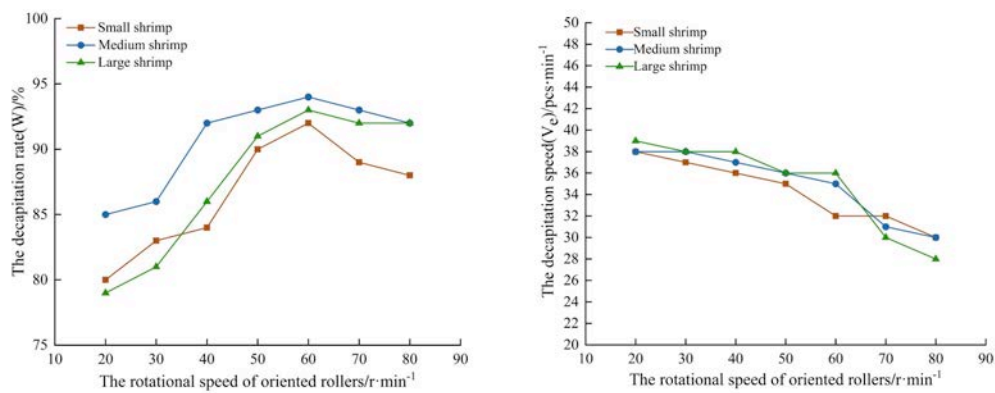 100
95
90
85
80
75
The decapitation rate(W)/%
Small shrimp
Medium shrimp
Large shrimp
10 20 30 40 50 60 70 80 90
The rotational speed of oriented rollers/r·min⁻¹
50
48
46
44
42
40
38
36
34
32
30
28
26
24
22
20
The decapitation speed(Vₑ)/pcs·min⁻¹
Small shrimp
Medium shrimp
Large shrimp
10 20 30 40 50 60 70 80 90
The rotational speed of oriented rollers/r·min⁻¹